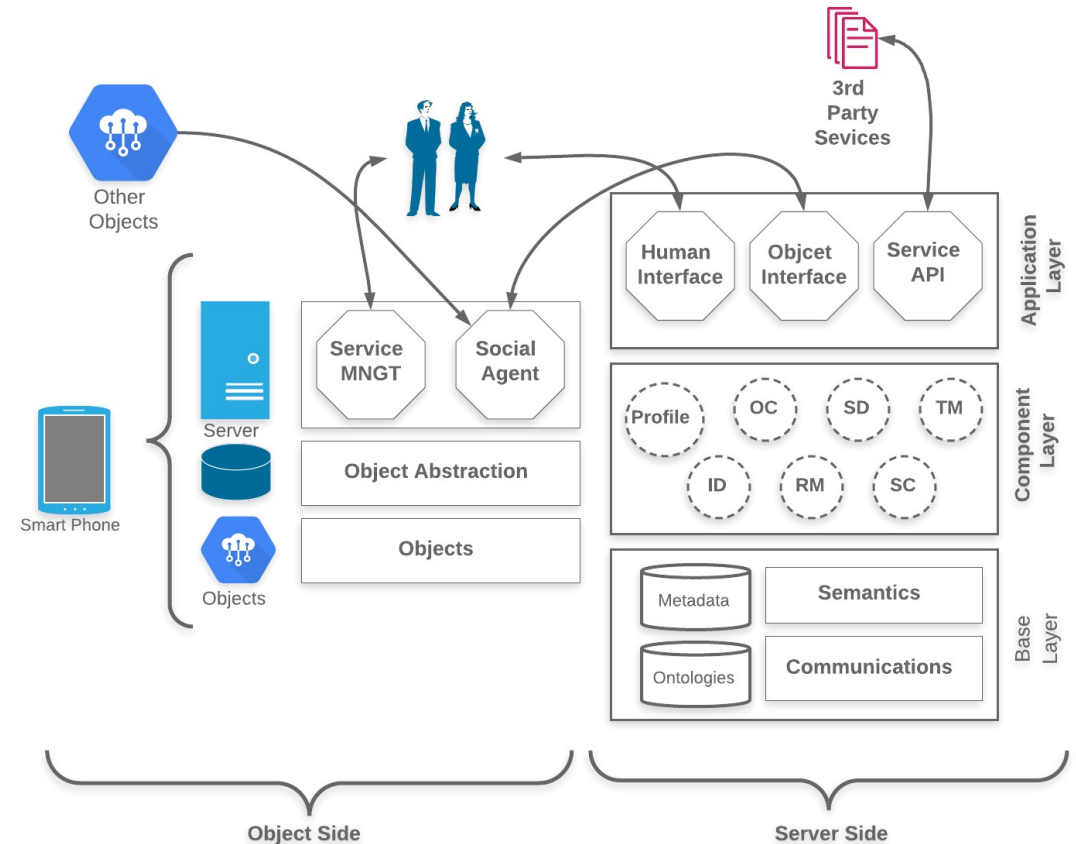 3rd
Party
Sevices
Other
Objects
Human
Interface
Objcet
Interface
Service
API
Application
Layer
Service
MNGT
Social
Agent
Server
Profile
OC
SD
TM
ID
RM
SC
Component
Layer
Object Abstraction
Smart Phone
Objects
Objects
Metadata
Semantics
Ontologies
Communications
Base
Layer
Object Side
Server Side